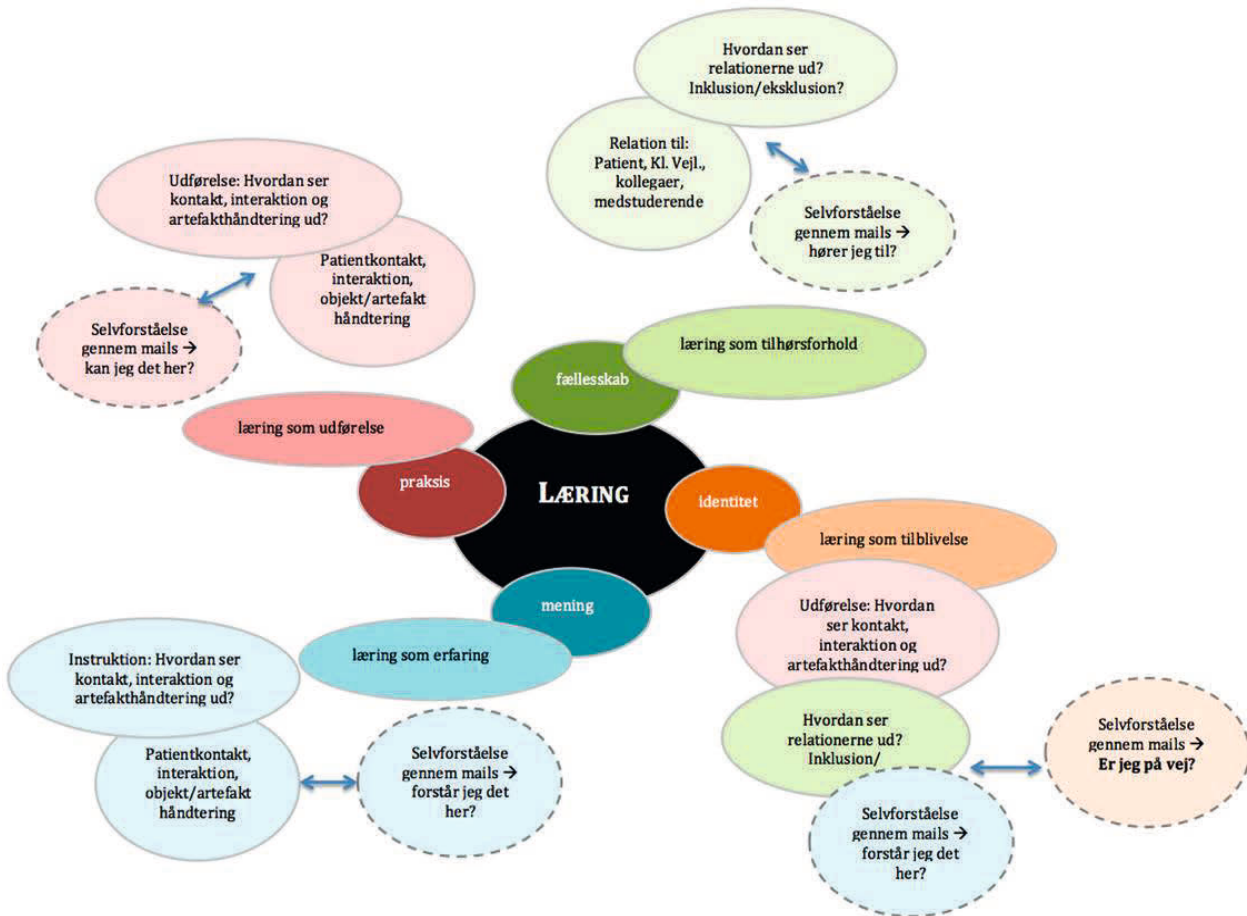 Hvordan ser
relationerne ud?
Inklusion/eksklusion?
Relation til:
Patient, Kl. Vejl.,
kollegaer,
medstuderende
Selvforståelse
gennem mails →
hører jeg til?
Udførelse: Hvordan ser
kontakt, interaktion og
artefakthåndtering ud?
Patientkontakt,
interaktion,
objekt/artefakt
håndtering
Selvforståelse
gennem mails →
kan jeg det her?
læring som tilhørsforhold
fællesskab
læring som udførelse
praksis
LÆRING
identitet
læring som tilblivelse
mening
læring som erfaring
Udførelse: Hvordan
ser kontakt,
interaktion og
artefakthåndtering ud?
Instruktion: Hvordan ser
kontakt, interaktion og
artefakthåndtering ud?
Patientkontakt,
interaktion,
objekt/artefakt
håndtering
Selvforståelse
gennem mails →
forstår jeg det
her?
Hvordan ser
relationerne ud?
Inklusion/
Selvforståelse
gennem mails →
Er jeg på vej?
Selvforståelse
gennem mails →
forstår jeg det
her?